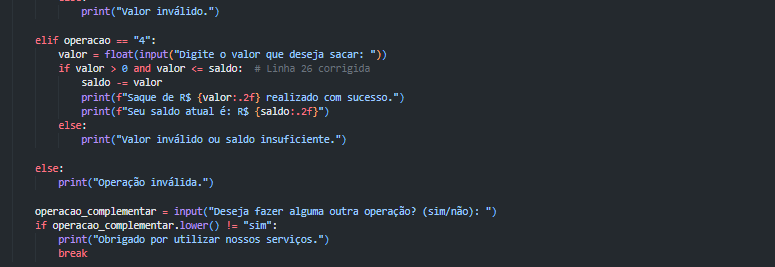 else:
print("Valor inválido.")
elif operacao == "4":
valor = float(input("Digite o valor que deseja sacar: "))
if valor > 0 and valor <= saldo:  # Linha 26 corrigida
saldo -= valor
print(f"Saque de R$ {valor:.2f} realizado com sucesso.")
print(f"Seu saldo atual é: R$ {saldo:.2f}")
else:
print("Valor inválido ou saldo insuficiente.")
else:
print("Operação inválida.")
operacao_complementar = input("Deseja fazer alguma outra operação? (sim/não): ")
if operacao_complementar.lower() != "sim":
print("Obrigado por utilizar nossos serviços.")
break